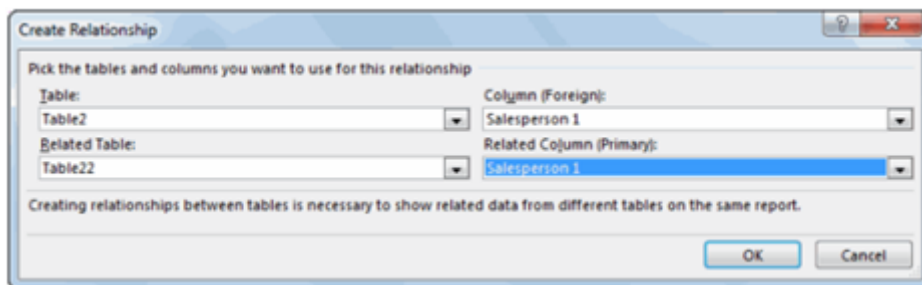 Create Relationship
Pick the tables and columns you want to use for this relationship
Table:
Column (Foreign):
Table2
Salesperson 1
Related Table:
Related Column (Primary):
Table22
Salesperson 1
Creating relationships between tables is necessary to show related data from different tables on the same report.
OK
Cancel